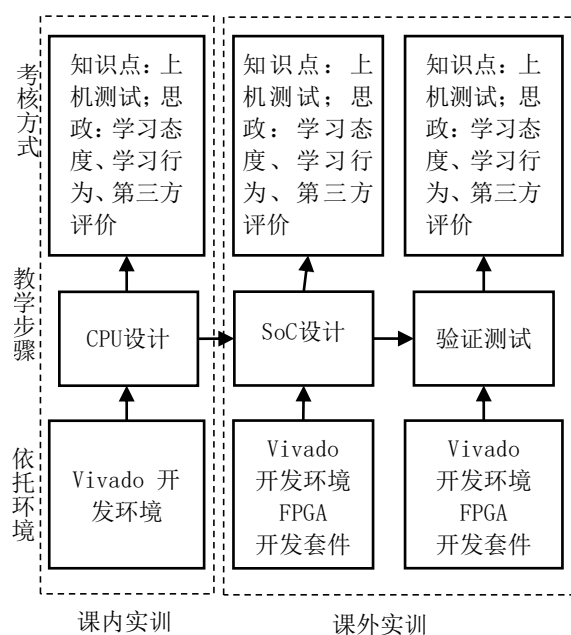 考核方式
知识点：上
机测试；思
政：学习态
度、学习行
为、第三方
评价
知识点：上
机测试；思
政：学习态
度、学习行
为、第三方
评价
知识点：上
机测试；思
政：学习态
度、学习行
为、第三方
评价
教学步骤
CPU设计
SoC设计
验证测试
依托环境
Vivado 开
发环境
Vivado
开发环境
FPGA
开发套件
Vivado
开发环境
FPGA
开发套件
课内实训
课外实训